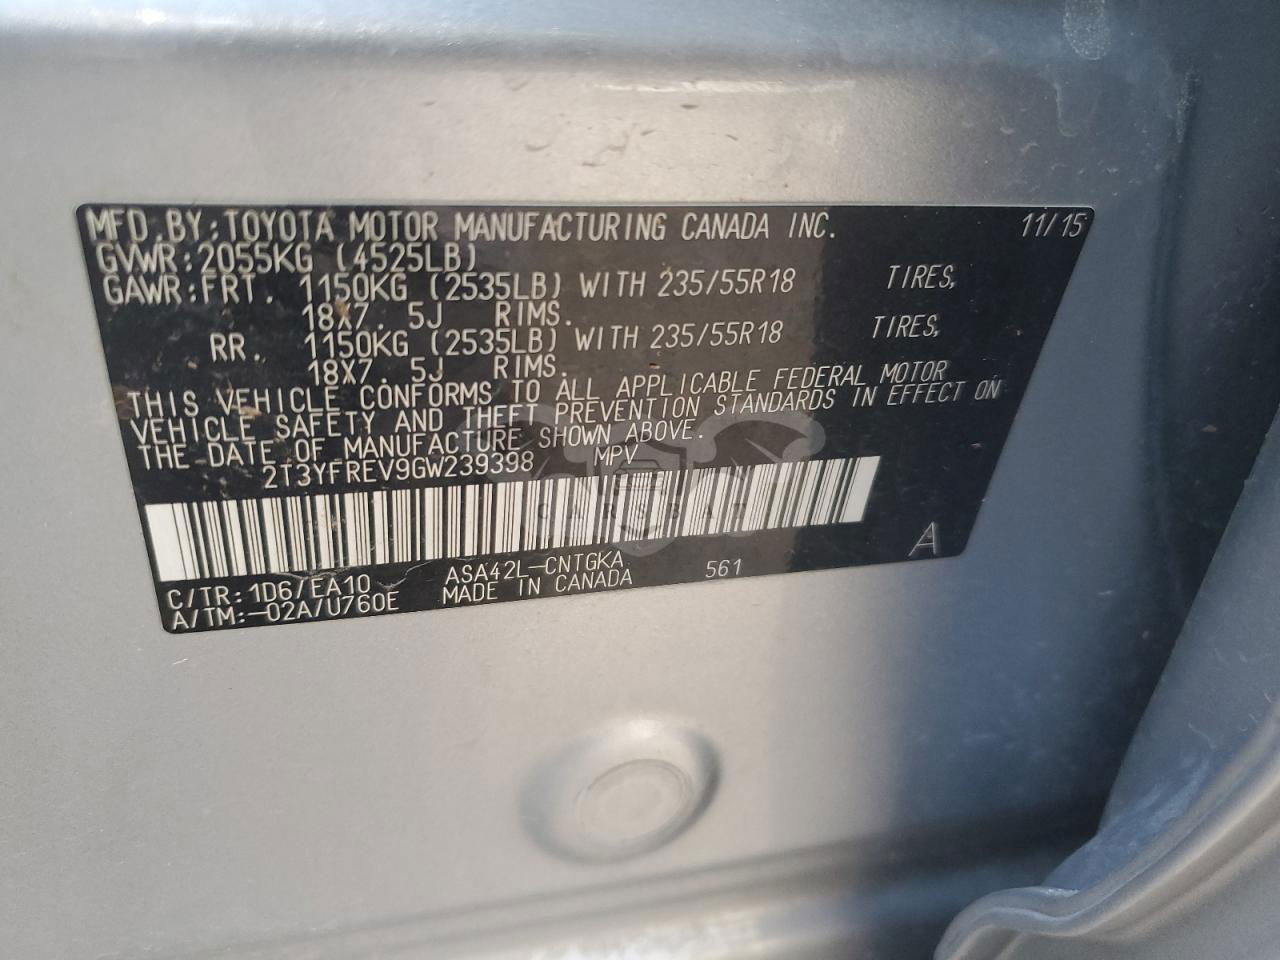 MFD.BY:TOYOTA MOTOR MANUFACTURING CANADA INC. 11/15
GVWR:2055KG (4525LB)
GAWR:FRT. 1150KG (2535LB) WITH 235/55R18 TIRES,
18X7.5J RIMS.
RR. 1150KG (2535LB) WITH 235/55R18 TIRES,
18X7.5J RIMS.
THIS VEHICLE CONFORMS TO ALL APPLICABLE FEDERAL MOTOR
VEHICLE SAFETY AND THEFT PREVENTION STANDARDS IN EFFECT ON
THE DATE OF MANUFACTURE SHOWN ABOVE.
2T3YFREV9GW239398 MPV
CARSBAY
A
C/TR:1D6/EA10 ASA42L-CNTGKA 561
A/TM:-02A/U760E MADE IN CANADA